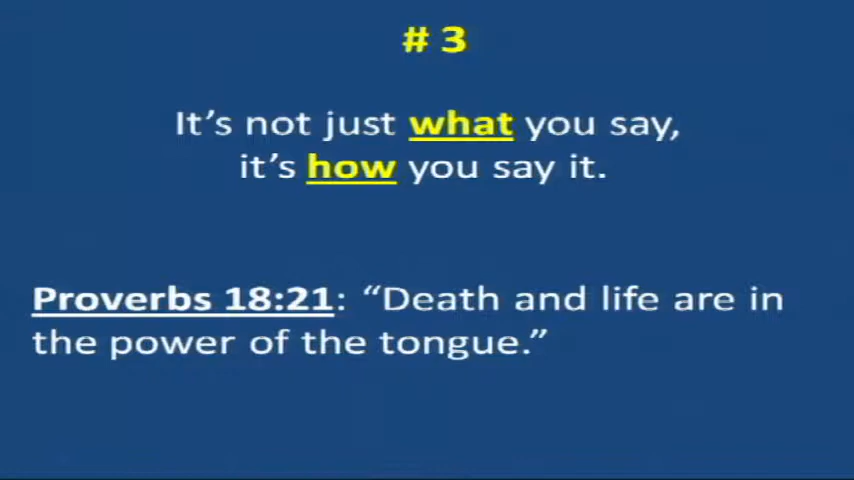 # 3
It’s not just what you say,
it’s how you say it.
Proverbs 18:21: “Death and life are in
the power of the tongue.”